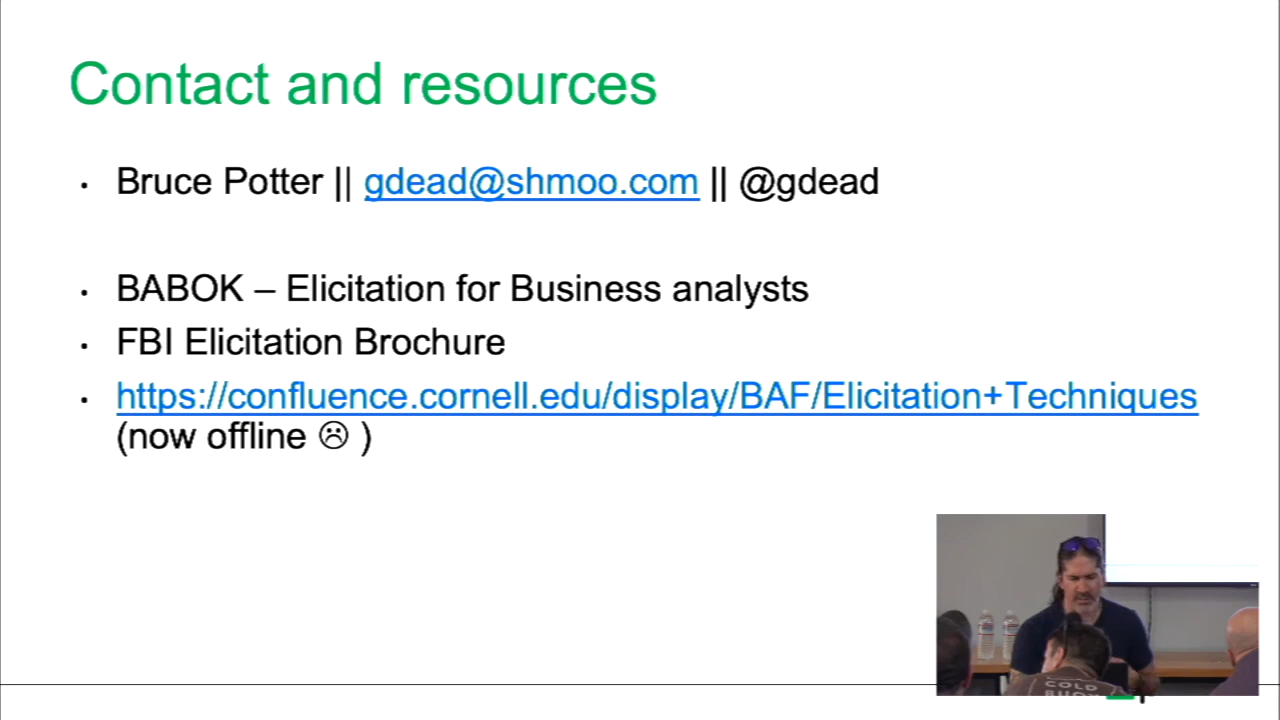 Contact and resources
Bruce Potter || gdead@shmoo.com || @gdead
BABOK – Elicitation for Business analysts
FBI Elicitation Brochure
https://confluence.cornell.edu/display/BAF/Elicitation+Techniques
(now offline ☹ )
COLD